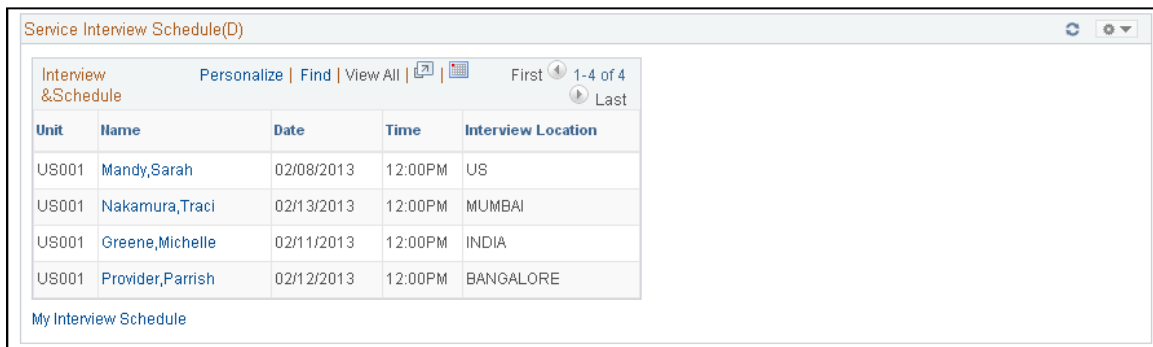 Service Interview Schedule(D)
Interview Personalize | Find | View All | | First 1-4 of 4
&Schedule Last
Unit Name Date Time Interview Location
US001 Mandy,Sarah 02/08/2013 12:00PM US
US001 Nakamura,Traci 02/13/2013 12:00PM MUMBAI
US001 Greene,Michelle 02/11/2013 12:00PM INDIA
US001 Provider,Parrish 02/12/2013 12:00PM BANGALORE
My Interview Schedule